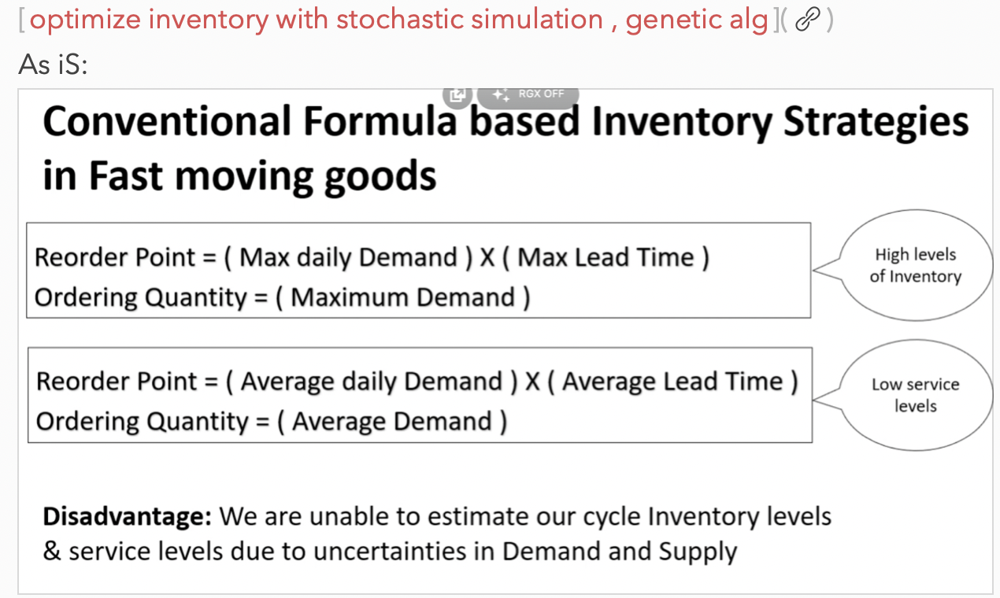 [optimize inventory with stochastic simulation , genetic alg]( )
As iS:
RGX OFF
Conventional Formula based Inventory Strategies
in Fast moving goods
Reorder Point = ( Max daily Demand ) X ( Max Lead Time )
Ordering Quantity = ( Maximum Demand )
High levels
of Inventory
Reorder Point = ( Average daily Demand ) X ( Average Lead Time )
Ordering Quantity = ( Average Demand )
Low service
levels
Disadvantage: We are unable to estimate our cycle Inventory levels
& service levels due to uncertainties in Demand and Supply